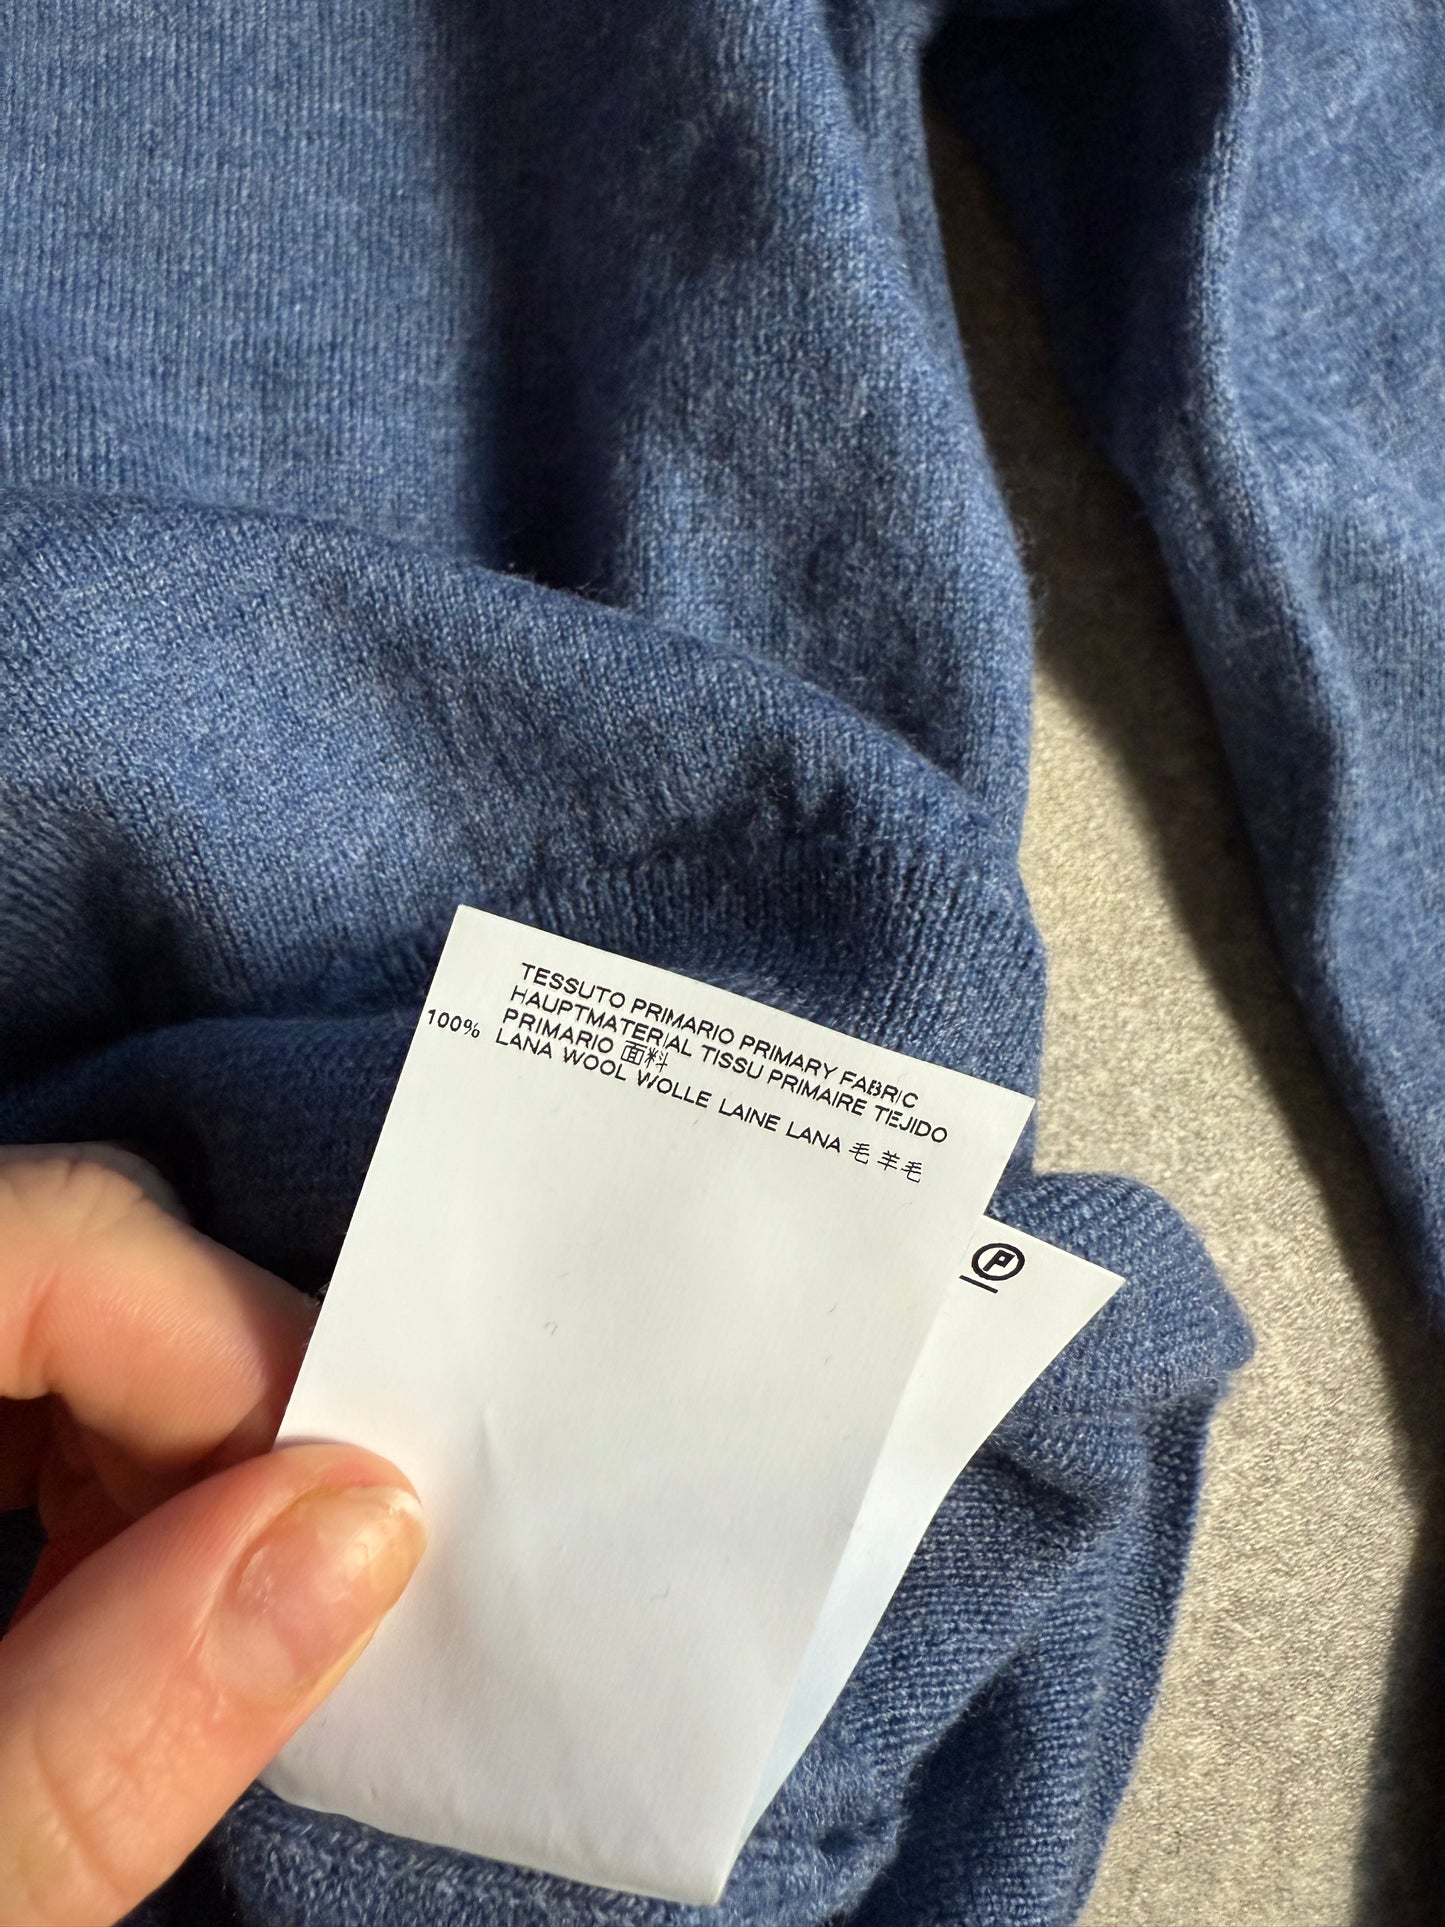 TESSUTO PRIMARIO PRIMARY FABRIC
HAUPTMATERIAL TISSU PRIMAIRE TEJIDO
PRIMARIO 面料
100% LANA WOOL WOLLE LAINE LANA 毛 羊毛
P